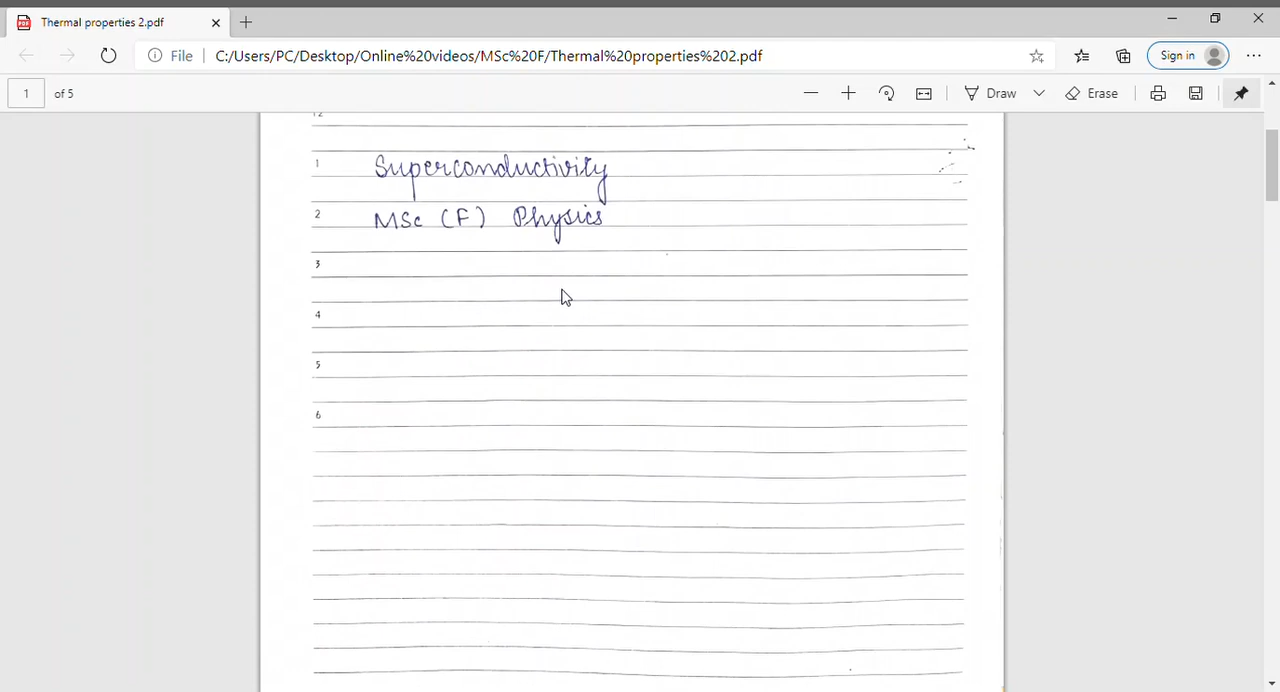 Thermal properties 2.pdf
File C:/Users/PC/Desktop/Online%20videos/MSc%20F/Thermal%20properties%202.pdf
Sign in
1 of 5
Draw
Erase
12
1 Superconductivity
2 MSc (F) Physics
3
4
5
6